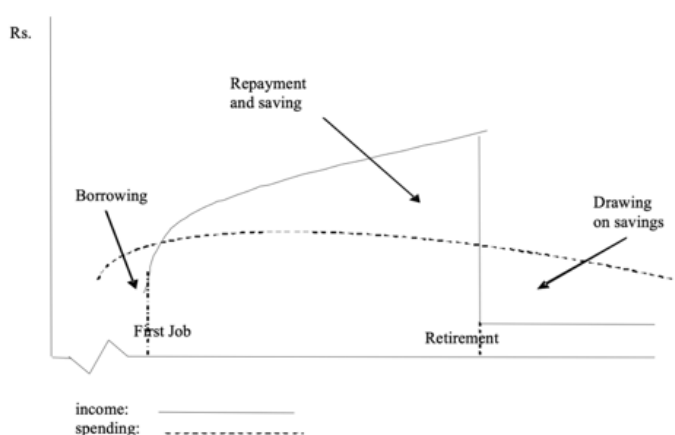 Rs.
Repayment
and saving
Borrowing
Drawing
on savings
First Job
Retirement
income:
spending: